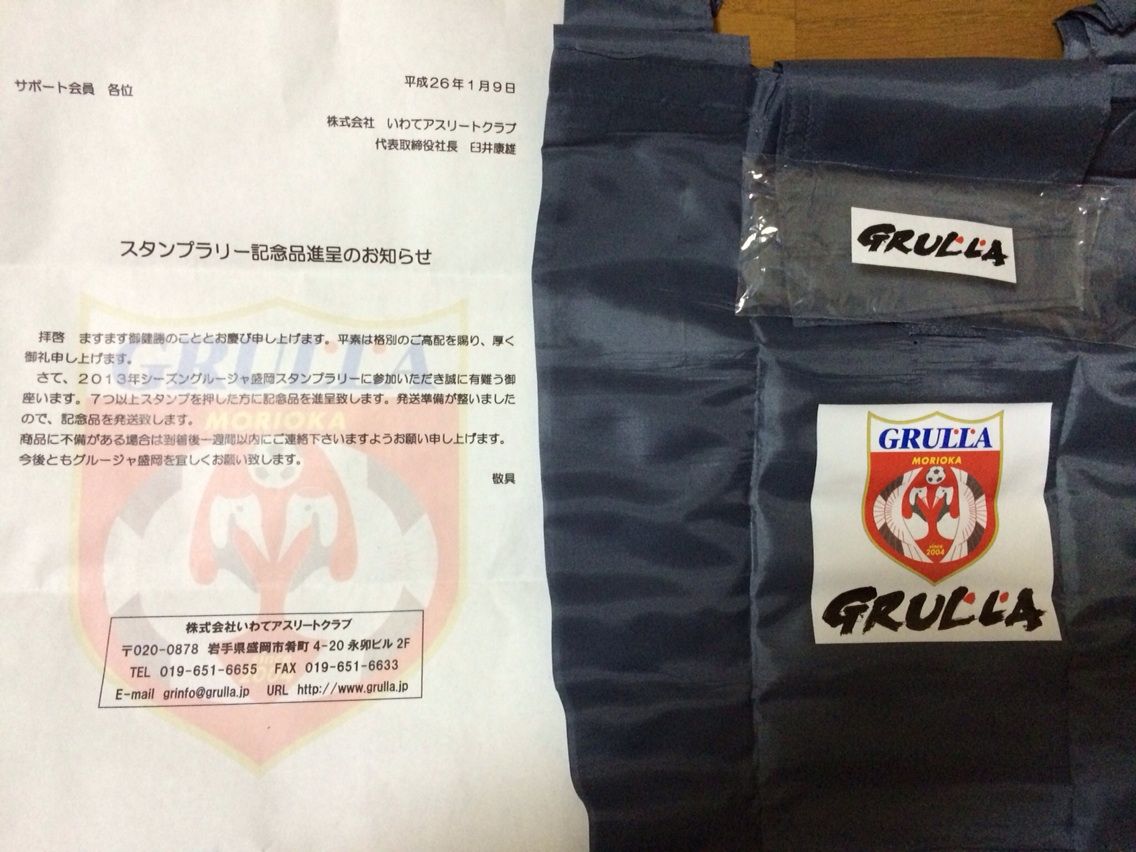 サポート会員 各位
平成26年1月9日
株式会社 いわてアスリートクラブ
代表取締役社長 臼井康雄
スタンプラリー記念品進呈のお知らせ
拝啓 ますます御健勝のこととお慶び申し上げます。平素は格別のご高配を賜り、厚く
御礼申し上げます。
さて、2013年シーズングルージャ盛岡スタンプラリーに参加いただき誠に有難う御
座います。7つ以上スタンプを押した方に記念品を進呈致します。発送準備が整いました
ので、記念品を発送致します。
商品に不備がある場合は到着後一週間以内にご連絡下さいますようお願い申し上げます。
今後ともグルージャ盛岡を宜しくお願い致します。
敬具
GRULLA
MORIOKA
株式会社いわてアスリートクラブ
〒020-0878 岩手県盛岡市肴町 4-20 永卯ビル 2F
TEL 019-651-6655 FAX 019-651-6633
E-mail grinfo@grulla.jp URL http://www.grulla.jp
GRULLA
GRULLA
MORIOKA
since
2004
GRULLA